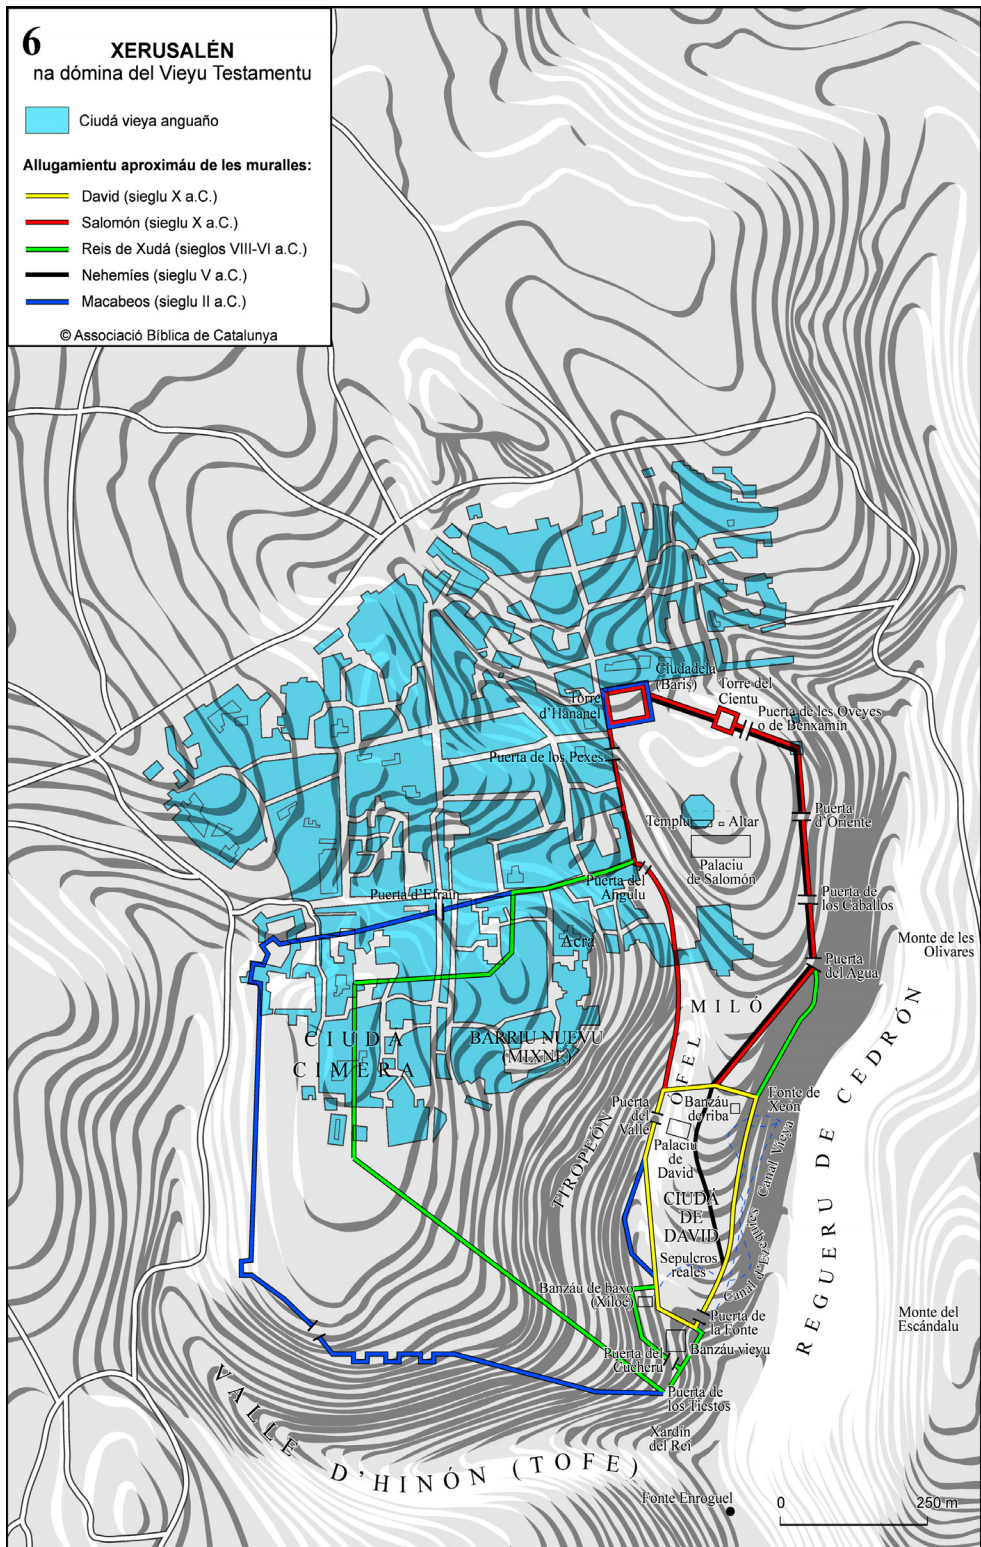 6
XERUSALÉN
na dómina del Vieyu Testamentu
Ciudá vieya anguaño
Allugamientu aproximáu de les muralles:
David (sieglu X a.C.)
Salomón (sieglu X a.C.)
Reis de Xudá (sieglos VIII-VI a.C.)
Nehemíes (sieglu V a.C.)
Macabeos (sieglu II a.C.)
© Associació Bíblica de Catalunya
Ciudadela
(Baris)
Torre del
Cientu
Torre
d'Hananel
Puerta de les Oveyes
o de Benxamín
Puerta de los Pexes
Templu
Altar
Puerta
d'Oriente
Palaciu
de Salomón
Puerta del
Ángulu
Puerta d'Efraín
Puerta de
los Caballos
Acra
Monte de les
Olivares
Puerta
del Agua
MILÓ
CIUDÁ
CIMERA
BARRIU NUEVU
(MIXNÉ)
OFEL
Puerta
del
Valle
Banzáu
de riba
Fonte de
Xeón
Palaciu
de
David
TIROPEÓN
Canal Vieya
REGUERU DE CEDRÓN
CIUDÁ
DE
DAVID
Sepulcros
reales
Canal d'Ezequíes
Banzáu de baxo
(Xiloé)
Puerta de
la Fonte
Monte del
Escándalu
Banzáu vieyu
Puerta del
Cucheru
Puerta de
los Tiestos
Xardín
del Rei
VALLE D'HINÓN (TOFE)
Fonte Enroguel
0
250 m